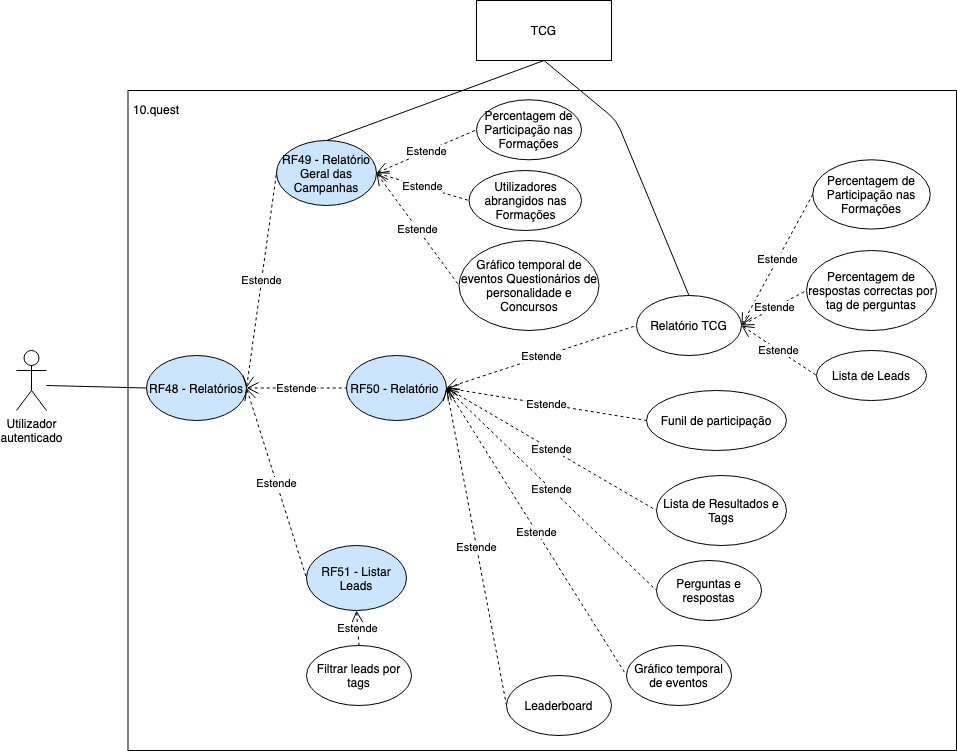 TCG
10.quest
Percentagem de
Participação nas
Formações
Estende
RF49 - Relatório
Geral das
Campanhas
Estende
Utilizadores
abrangidos nas
Formações
Estende
Gráfico temporal de
eventos Questionários de
personalidade e
Concursos
Percentagem de
Participação nas
Formações
Estende
Percentagem de
respostas correctas por
tag de perguntas
Estende
Relatório TCG
Estende
Lista de Leads
Estende
Estende
Utilizador
autenticado
RF48 - Relatórios
Estende
RF50 - Relatório
Estende
Funil de participação
Estende
Lista de Resultados e
Tags
Estende
Perguntas e
respostas
Estende
Gráfico temporal
de eventos
Estende
Leaderboard
Estende
RF51 - Listar
Leads
Estende
Filtrar leads por
tags